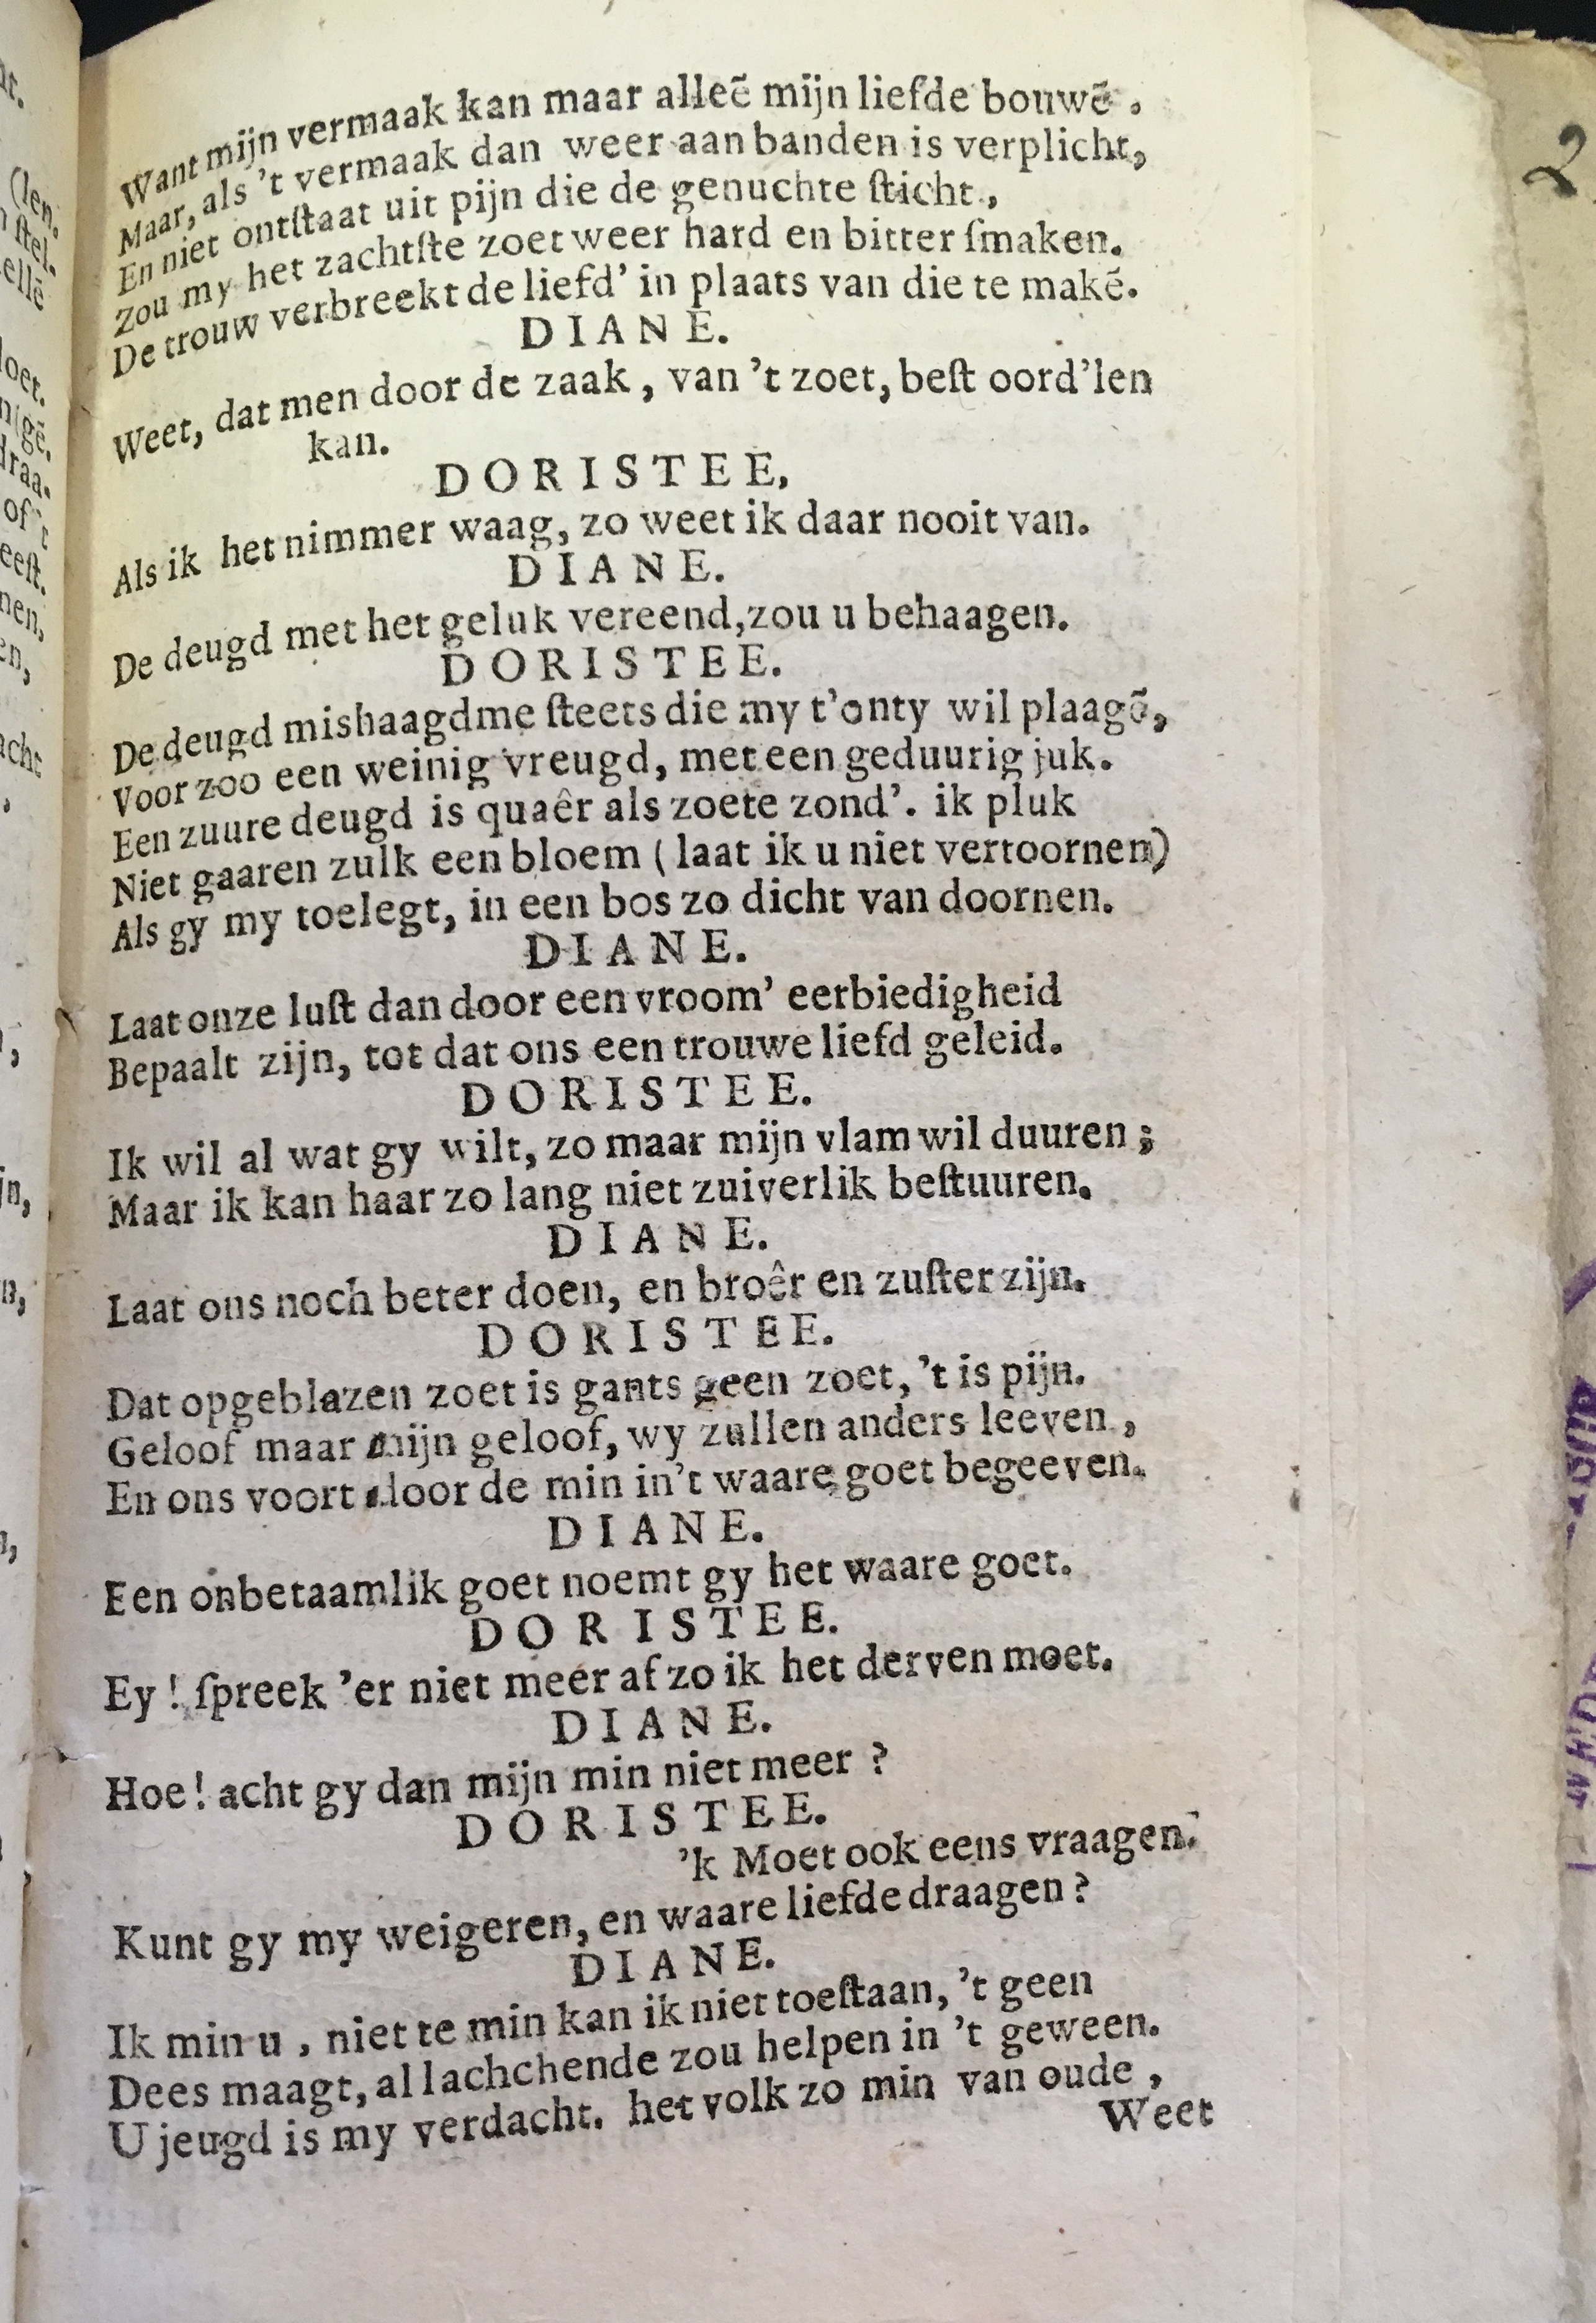 Want mijn vermaak kan maar alleẽ mijn liefde bouwẽ.
Maar, als 't vermaak dan weer aan banden is verplicht,
En niet ontſtaat uit pijn die de genuchte ſticht,
Zou my het zachtſte zoet weer hard en bitter ſmaken.
De trouw verbreekt de liefd' in plaats van die te makẽ.
DIANE.
Weet, dat men door de zaak, van 't zoet, beſt oord'len
kan.
DORISTEE,
Als ik het nimmer waag, zo weet ik daar nooit van.
DIANE.
De deugd met het geluk vereend, zou u behaagen.
DORISTEE.
De deugd mishaagdme ſteets die my t'onty wil plaagẽ,
Voor zoo een weinig vreugd, met een geduurig juk.
Een zuure deugd is quaêr als zoete zond'. ik pluk
Niet gaaren zulk een bloem (laat ik u niet vertoornen)
Als gy my toelegt, in een bos zo dicht van doornen.
DIANE.
Laat onze luſt dan door een vroom' eerbiedigheid
Bepaalt zijn, tot dat ons een trouwe liefd geleid.
DORISTEE.
Ik wil al wat gy wilt, zo maar mijn vlam wil duuren;
Maar ik kan haar zo lang niet zuiverlik beſtuuren.
DIANE.
Laat ons noch beter doen, en broêr en zuſter zijn.
DORISTEE.
Dat opgeblazen zoet is gants geen zoet, 't is pijn.
Geloof maar mijn geloof, wy zullen anders leeven,
En ons voort door de min in't waare goet begeeven.
DIANE.
Een onbetaamlik goet noemt gy het waare goet.
DORISTEE.
Ey! ſpreek 'er niet meer af zo ik het derven moet.
DIANE.
Hoe! acht gy dan mijn min niet meer?
DORISTEE.
'k Moet ook eens vraagen.
Kunt gy my weigeren, en waare liefde draagen?
DIANE.
Ik min u, niet te min kan ik niet toeſtaan, 't geen
Dees maagt, al lachchende zou helpen in 't geween.
U jeugd is my verdacht. het volk zo min van oude,
Weet